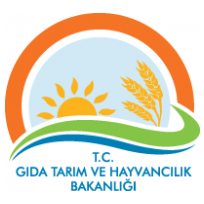 T.C.
GIDA TARIM VE HAYVANCILIK
BAKANLIĞI